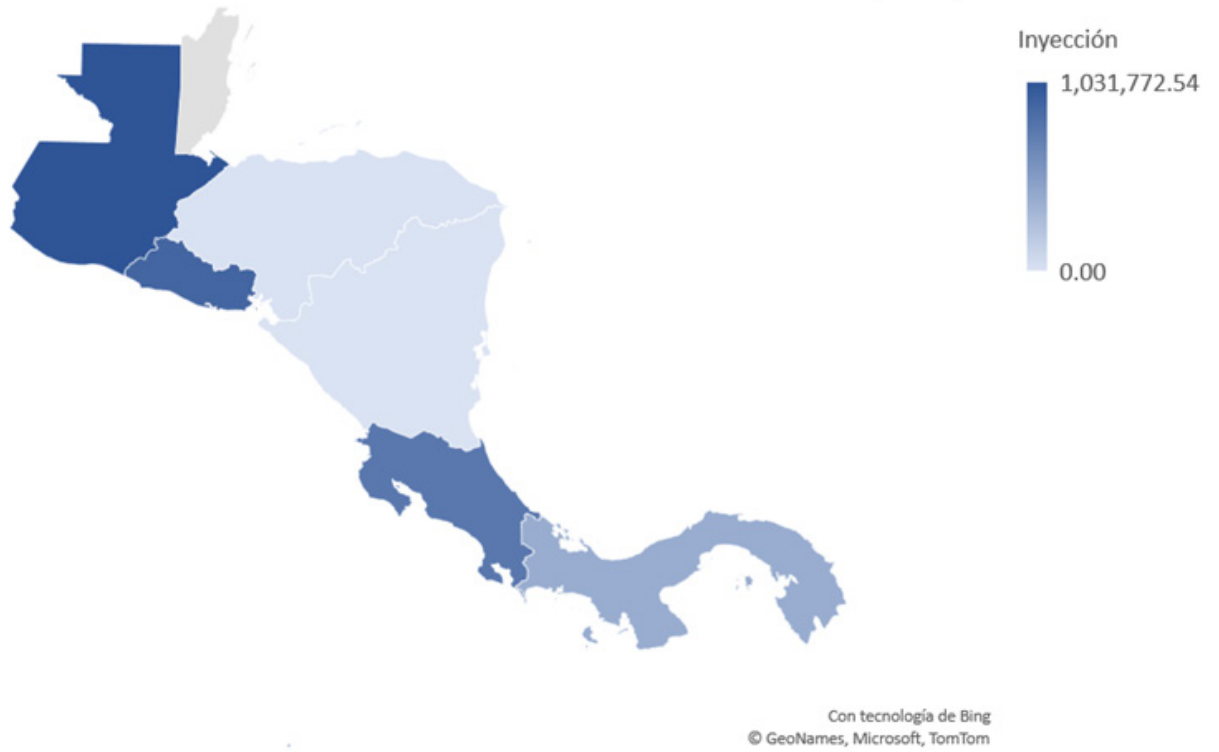 Inyección
1,031,772.54
0.00
Con tecnología de Bing
© GeoNames, Microsoft, TomTom